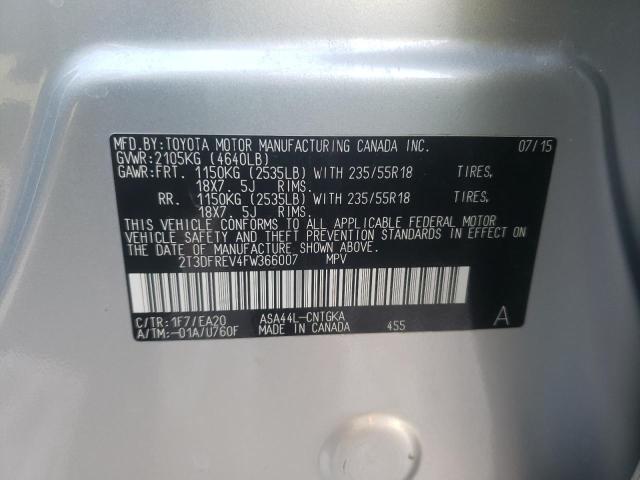 MFD.BY:TOYOTA MOTOR MANUFACTURING CANADA INC. 07/15
GVWR:2105KG (4640LB)
GAWR:FRT. 1150KG (2535LB) WITH 235/55R18 TIRES,
18X7. 5J RIMS.
RR. 1150KG (2535LB) WITH 235/55R18 TIRES,
18X7. 5J RIMS.
THIS VEHICLE CONFORMS TO ALL APPLICABLE FEDERAL MOTOR
VEHICLE SAFETY AND THEFT PREVENTION STANDARDS IN EFFECT ON
THE DATE OF MANUFACTURE SHOWN ABOVE.
2T3DFREV4FW366007 MPV
C/TR:1F7/EA20 ASA44L-CNTGKA
A/TM:-01A/U760F MADE IN CANADA 455 A